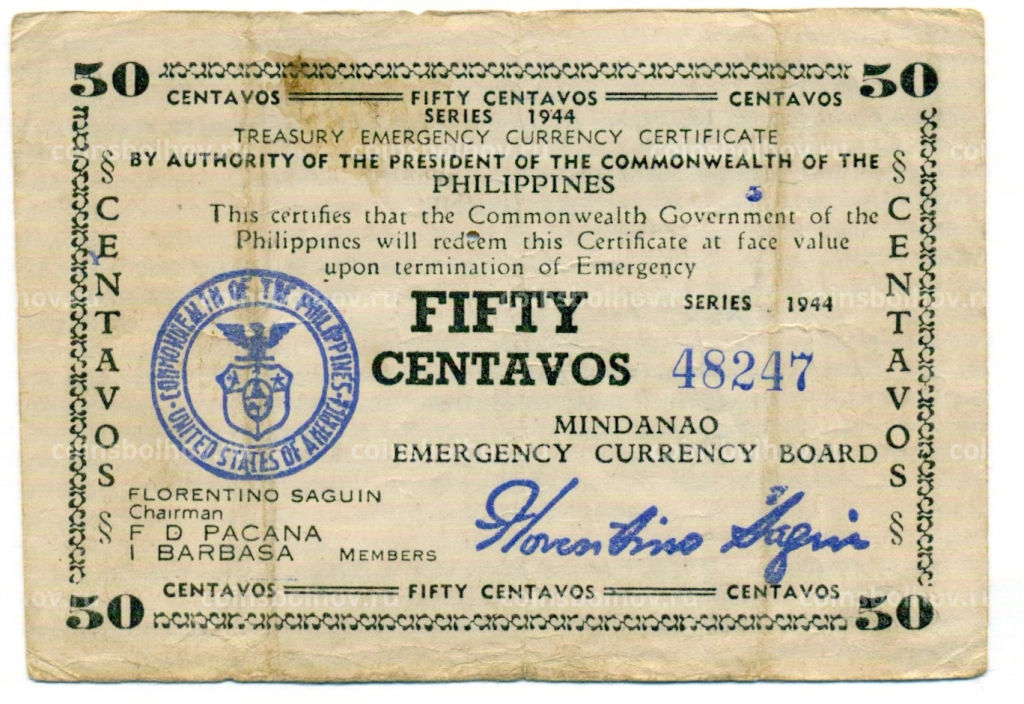 50 50
CENTAVOS FIFTY CENTAVOS CENTAVOS
SERIES 1944
TREASURY EMERGENCY CURRENCY CERTIFICATE
BY AUTHORITY OF THE PRESIDENT OF THE COMMONWEALTH OF THE
PHILIPPINES
This certifies that the Commonwealth Government of the
Philippines will redeem this Certificate at face value
upon termination of Emergency
§ CENTAVOS §
§ CENTAVOS §
FIFTY SERIES 1944
CENTAVOS 48247
COMMONWEALTH OF THE PHILIPPINES
UNITED STATES OF AMERICA
MINDANAO
EMERGENCY CURRENCY BOARD
FLORENTINO SAGUIN
Chairman
F D PACANA
I BARBASA MEMBERS
Florentino Saguin
CENTAVOS FIFTY CENTAVOS CENTAVOS
50 50
coinsbolhov.ru